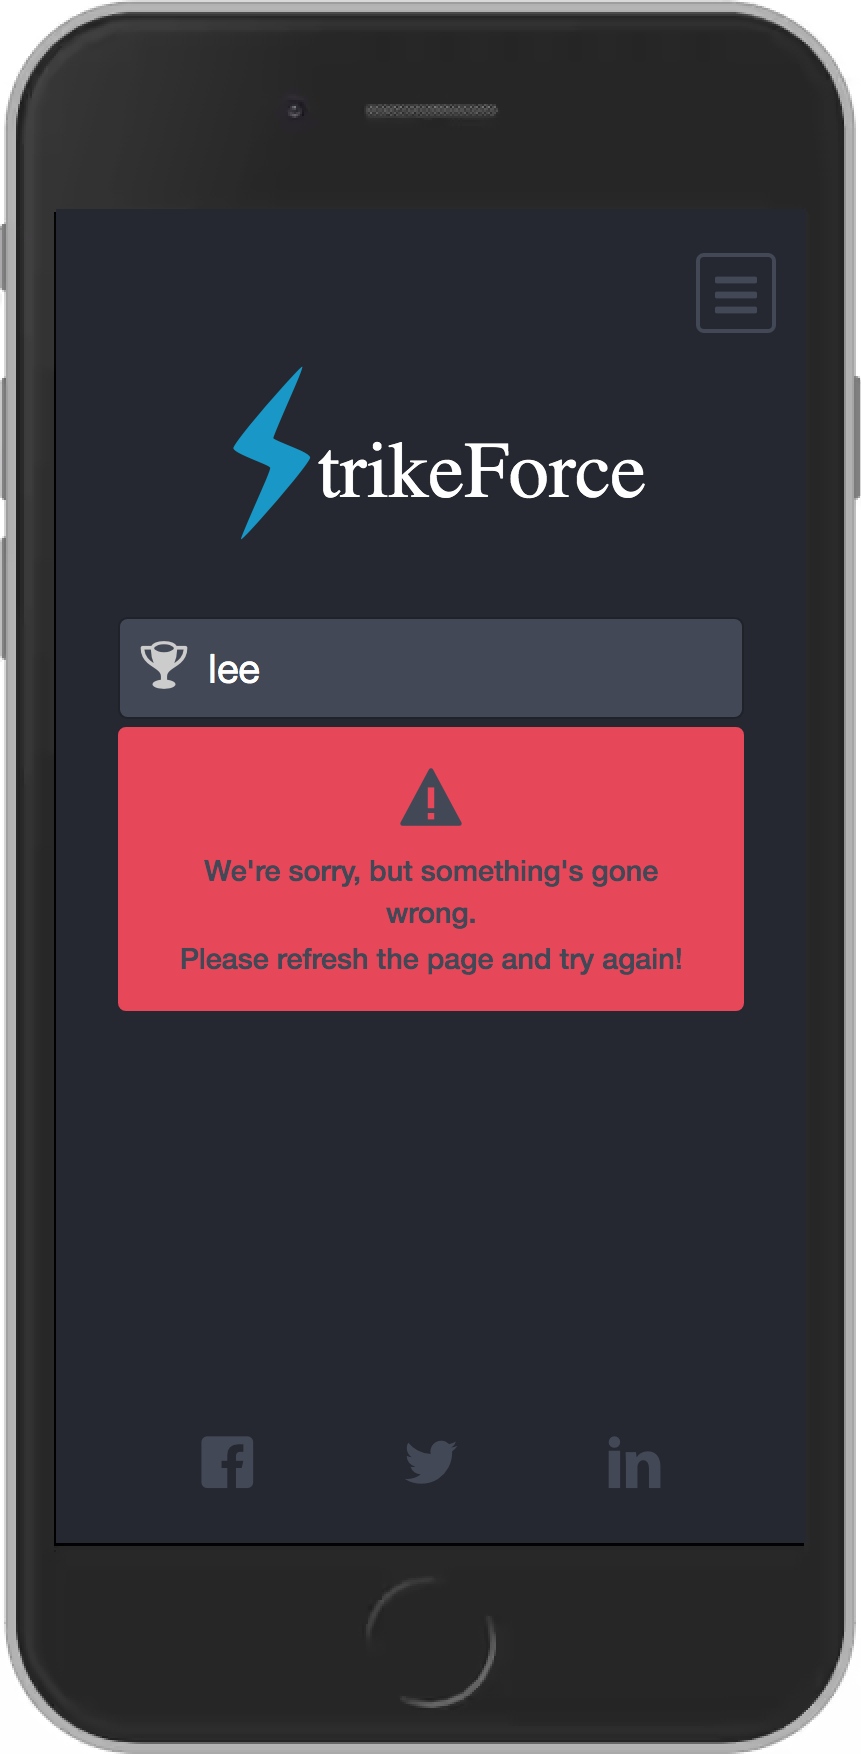 trikeForce
lee
We're sorry, but something's gone
wrong.
Please refresh the page and try again!